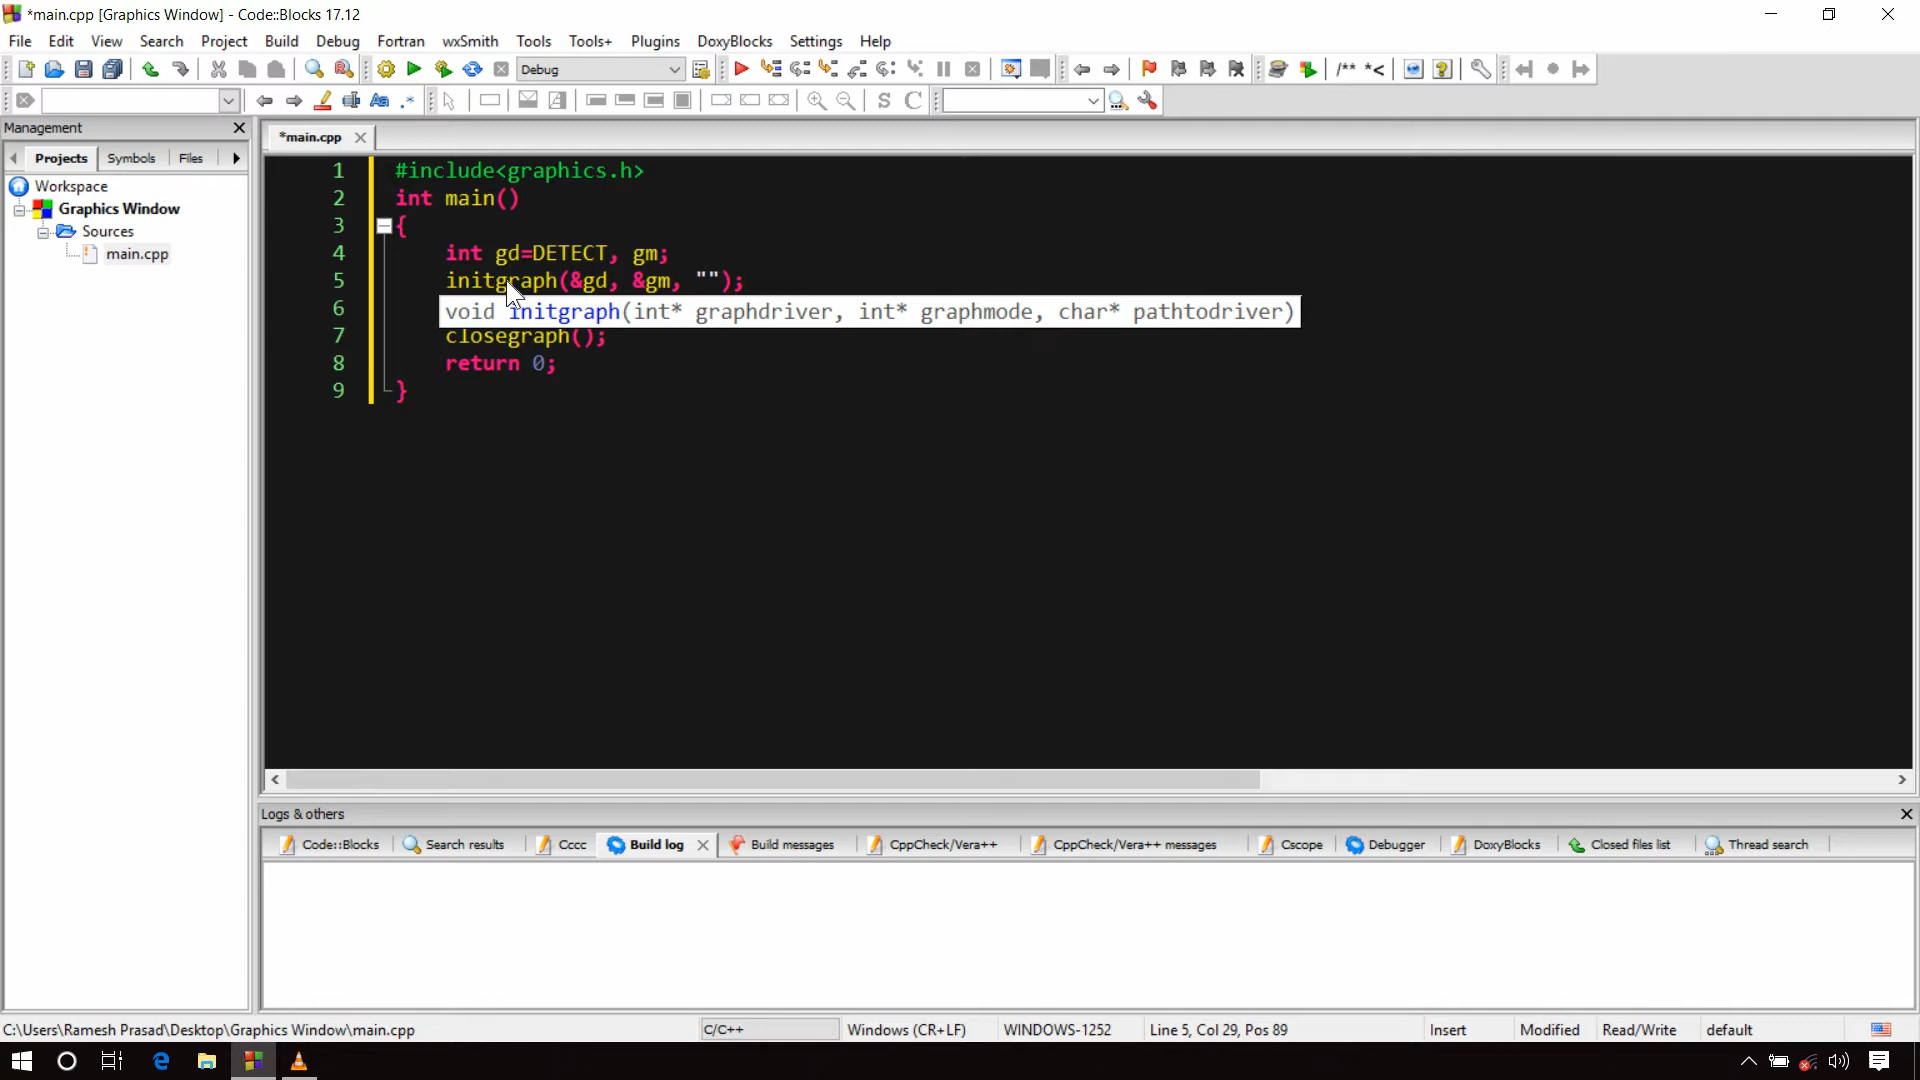 *main.cpp [Graphics Window] - Code::Blocks 17.12
File Edit View Search Project Build Debug Fortran wxSmith Tools Tools+ Plugins DoxyBlocks Settings Help
Debug
/** *<
S C
Management
*main.cpp
Projects Symbols Files
Workspace
Graphics Window
Sources
main.cpp
1 #include<graphics.h>
2 int main()
3 {
4 int gd=DETECT, gm;
5 initgraph(&gd, &gm, "");
6 void initgraph(int* graphdriver, int* graphmode, char* pathtodriver)
7 closegraph();
8 return 0;
9 }
Logs & others
Code::Blocks Search results Cccc Build log Build messages CppCheck/Vera++ CppCheck/Vera++ messages Cscope Debugger DoxyBlocks Closed files list Thread search
C:\Users\Ramesh Prasad\Desktop\Graphics Window\main.cpp C/C++ Windows (CR+LF) WINDOWS-1252 Line 5, Col 29, Pos 89 Insert Modified Read/Write default